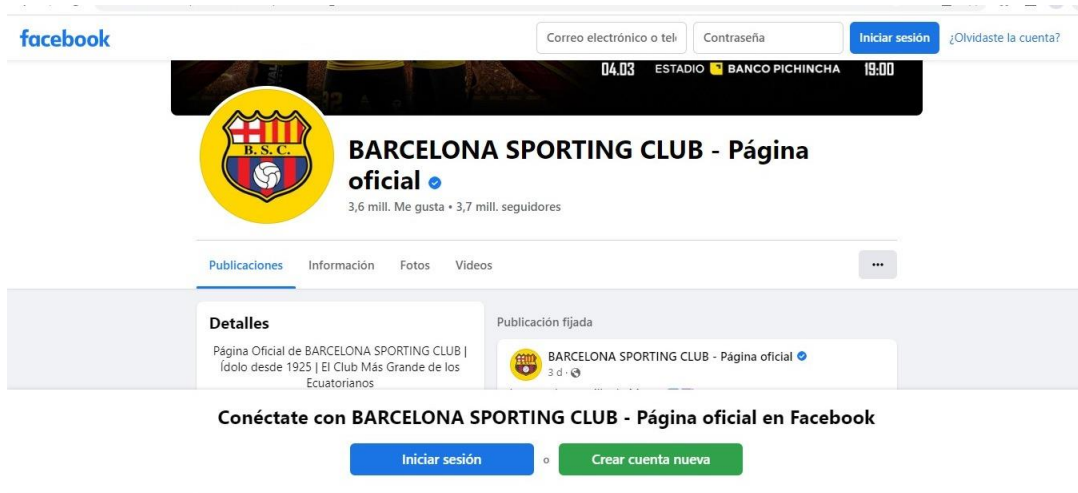 facebook
Correo electrónico o tel
Contraseña
Iniciar sesión
¿Olvidaste la cuenta?
04.03 ESTADIO BANCO PICHINCHA 19:00
B. S. C.
BARCELONA SPORTING CLUB - Página
oficial
3,6 mill. Me gusta • 3,7 mill. seguidores
Publicaciones Información Fotos Videos
Detalles
Página Oficial de BARCELONA SPORTING CLUB |
Ídolo desde 1925 | El Club Más Grande de los
Ecuatorianos
Publicación fijada
BARCELONA SPORTING CLUB - Página oficial
3 d ·
Conéctate con BARCELONA SPORTING CLUB - Página oficial en Facebook
Iniciar sesión o Crear cuenta nueva